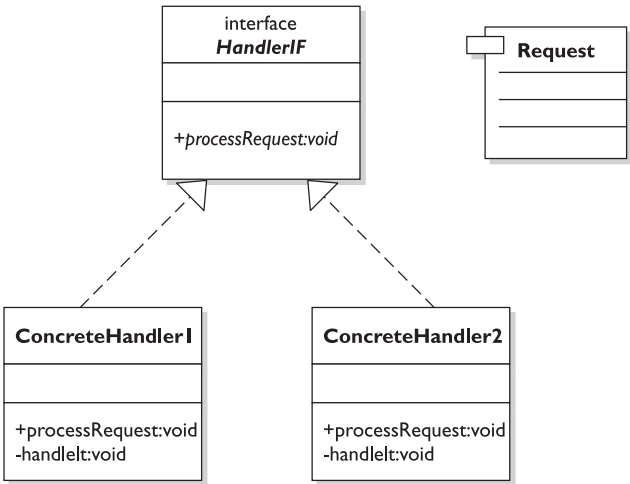 interface
HandlerIF
+processRequest:void
Request
ConcreteHandler1
+processRequest:void
-handleIt:void
ConcreteHandler2
+processRequest:void
-handleIt:void